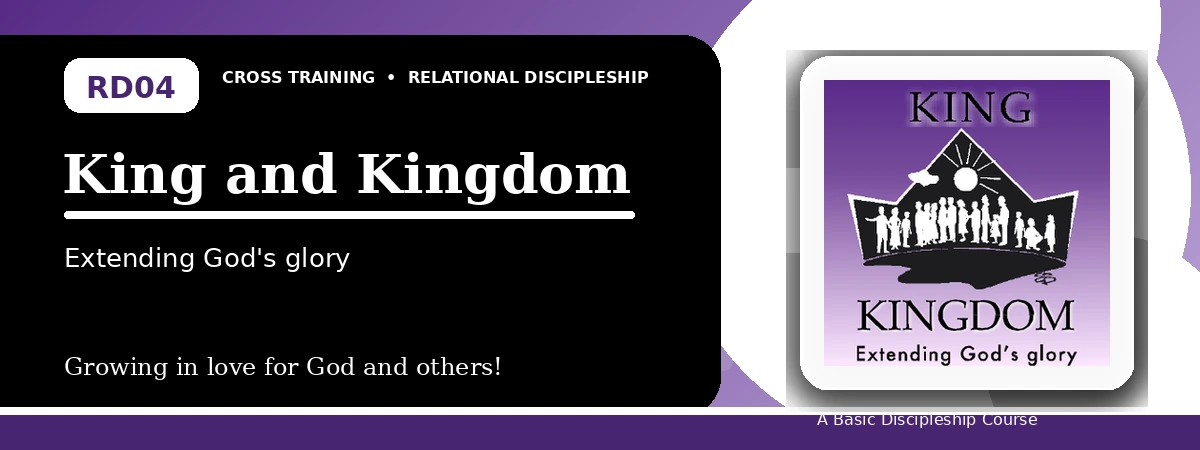 RD04
CROSS TRAINING • RELATIONAL DISCIPLESHIP
King and Kingdom
Extending God's glory
Growing in love for God and others!
KING
KINGDOM
Extending God's glory
A Basic Discipleship Course